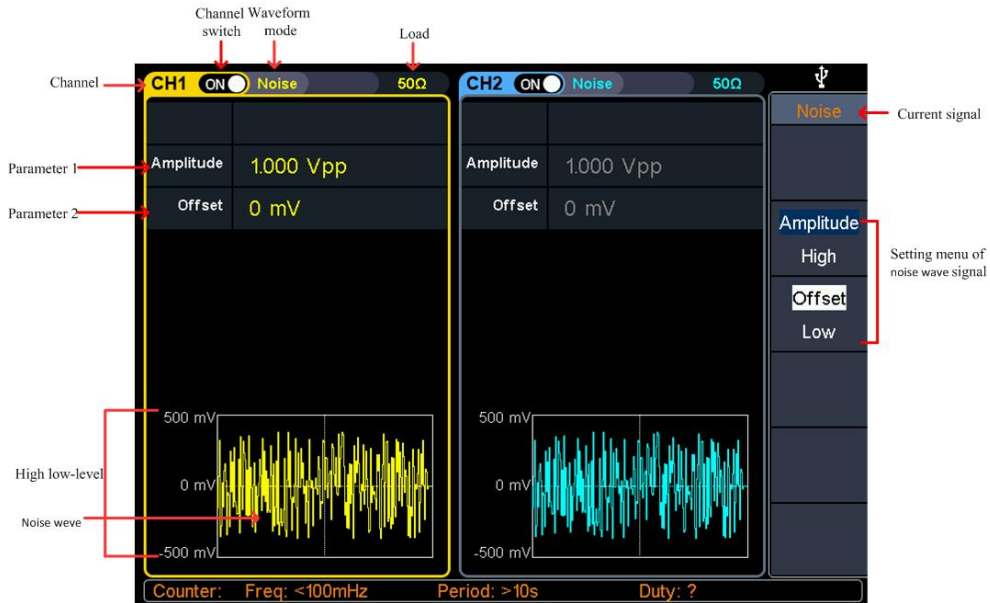 Channel switch
Waveform mode
Load
Channel
CH1 ON Noise 50Ω
CH2 ON Noise 50Ω
Noise
Current signal
Parameter 1
Amplitude 1.000 Vpp
Amplitude 1.000 Vpp
Parameter 2
Offset 0 mV
Offset 0 mV
Amplitude
High
Offset
Low
Setting menu of
noise wave signal
500 mV
0 mV
-500 mV
500 mV
0 mV
-500 mV
High low-level
Noise wave
Counter: Freq: <100mHz Period: >10s Duty: ?